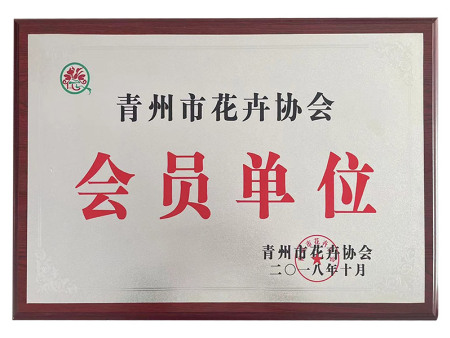 青州市花卉协会
会员单位
青州市花卉协会
二〇一八年十月